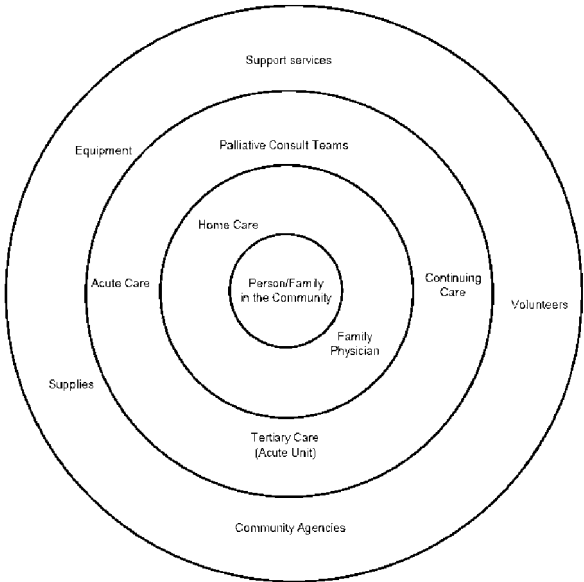 Support services
Equipment
Palliative Consult Teams
Home Care
Acute Care
Person/Family
in the Community
Continuing
Care
Volunteers
Family
Physician
Supplies
Tertiary Care
(Acute Unit)
Community Agencies